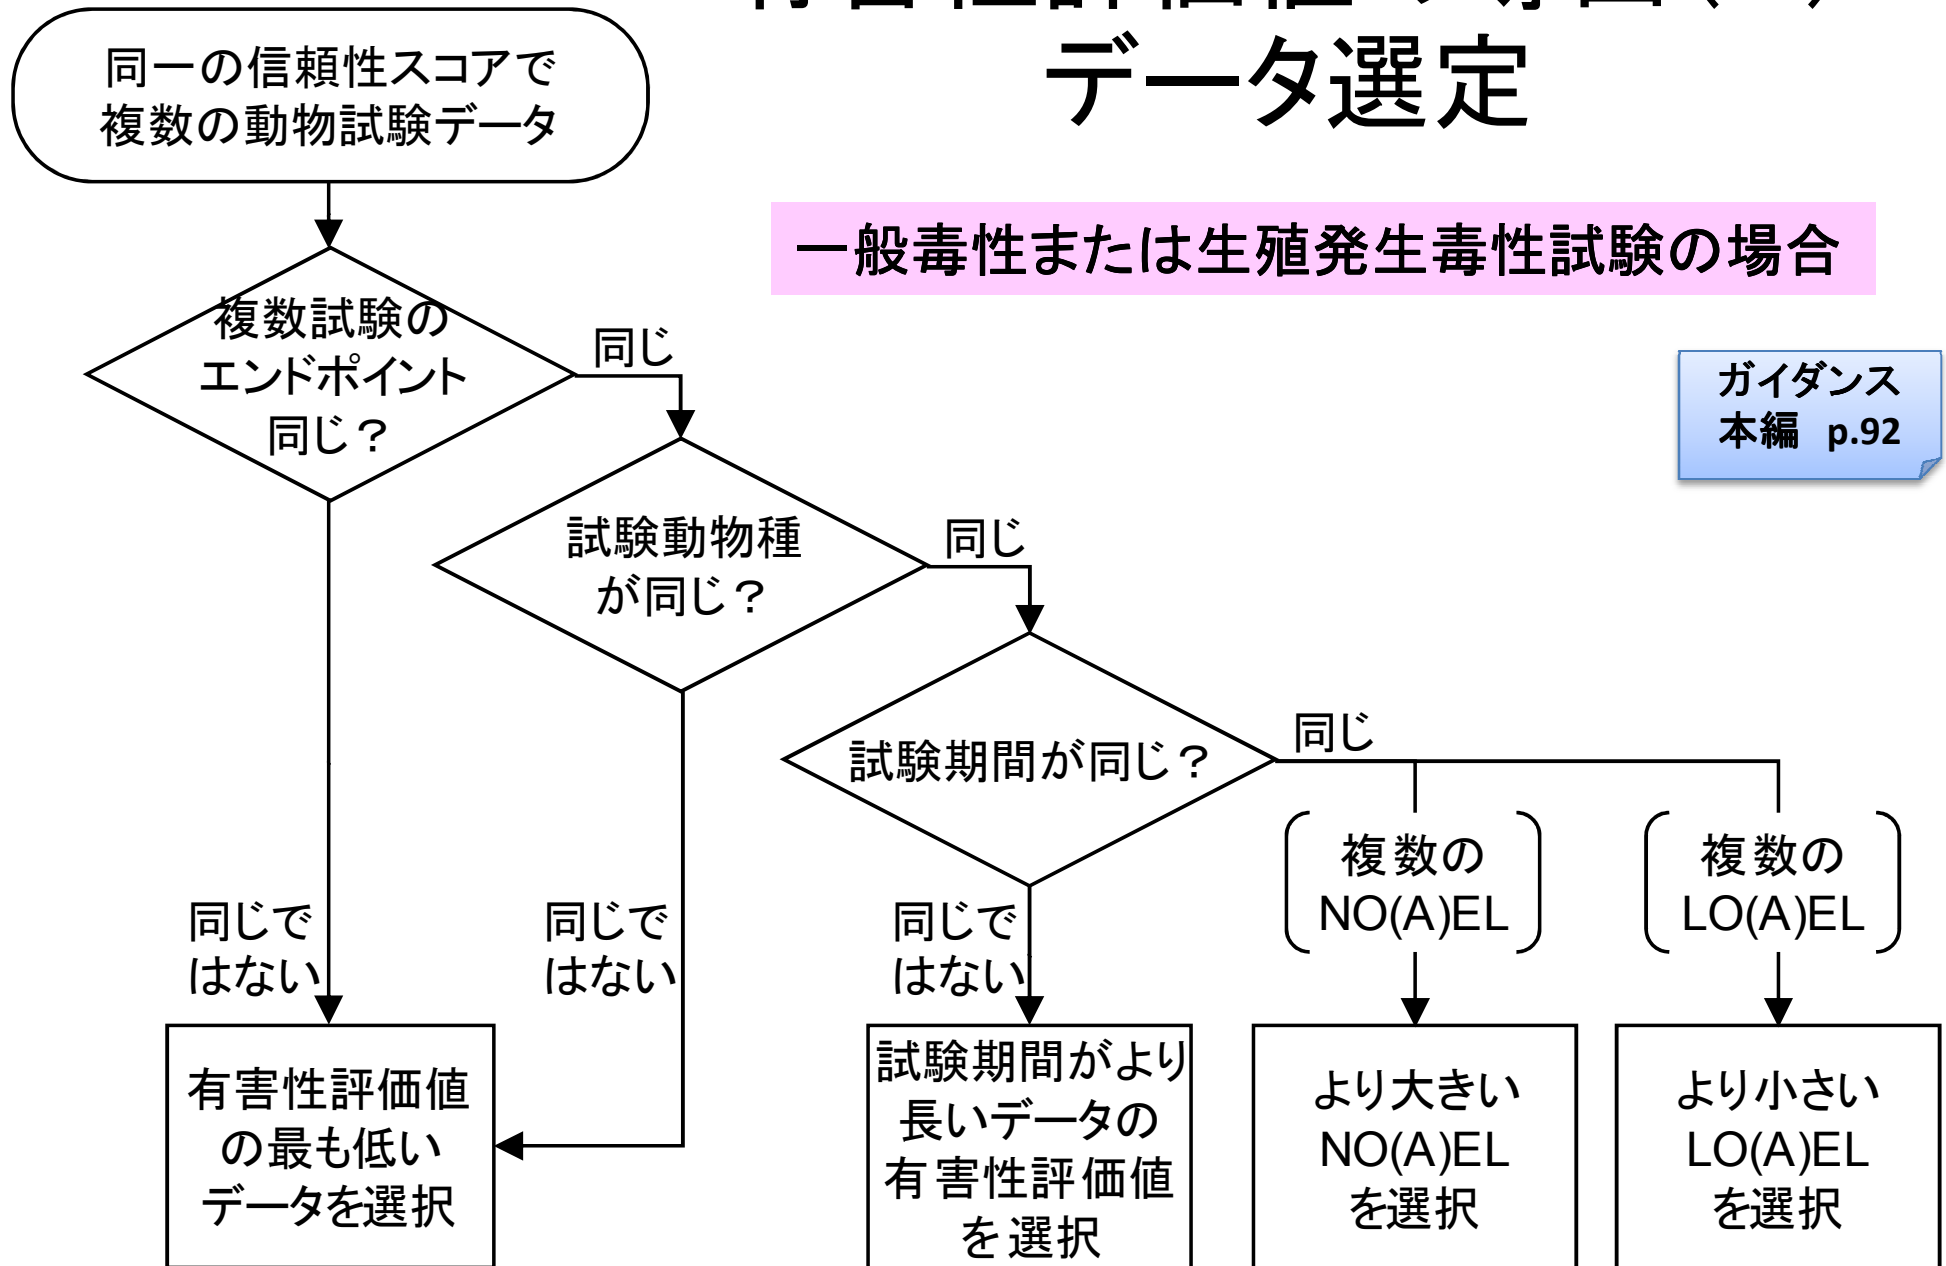 データ選定
同一の信頼性スコアで
複数の動物試験データ
一般毒性または生殖発生毒性試験の場合
ガイダンス
本編 p.92
複数試験の
エンドポイント
同じ？
同じ
試験動物種
が同じ？
同じ
試験期間が同じ？
同じ
複数の
NO(A)EL
複数の
LO(A)EL
同じで
はない
同じで
はない
同じで
はない
有害性評価値
の最も低い
データを選択
試験期間がより
長いデータの
有害性評価値
を選択
より大きい
NO(A)EL
を選択
より小さい
LO(A)EL
を選択